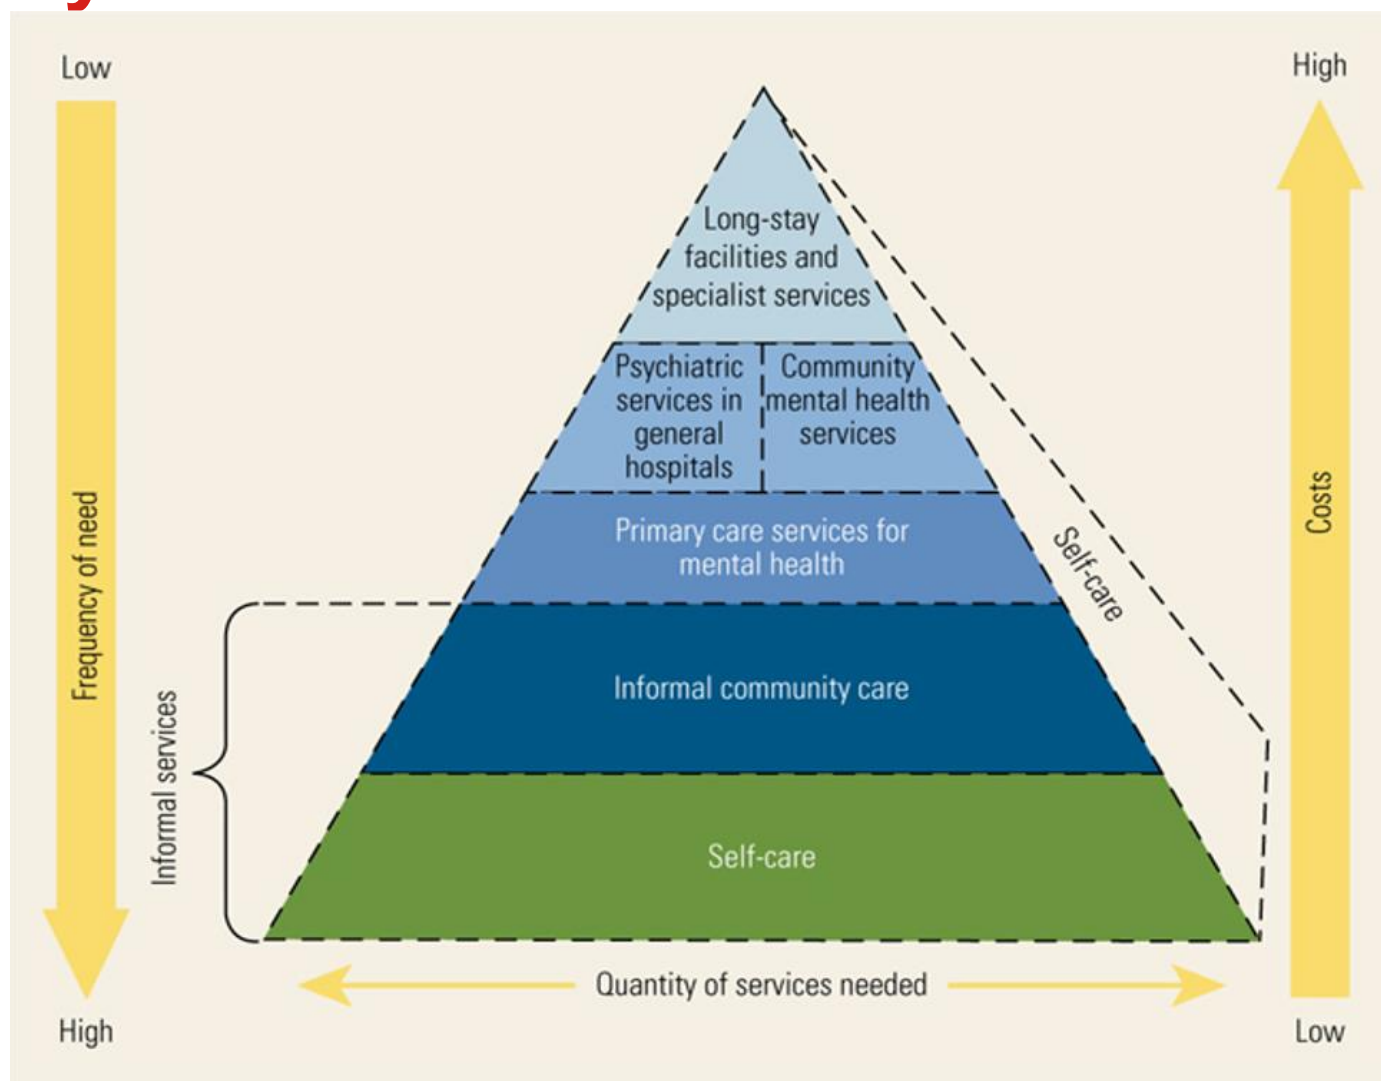 Low
High
Long-stay
facilities and
specialist services
Psychiatric
services in
general
hospitals
Community
mental health
services
Primary care services for
mental health
Informal community care
Self-care
Self-care
Frequency of need
Informal services
Costs
Quantity of services needed
High
Low